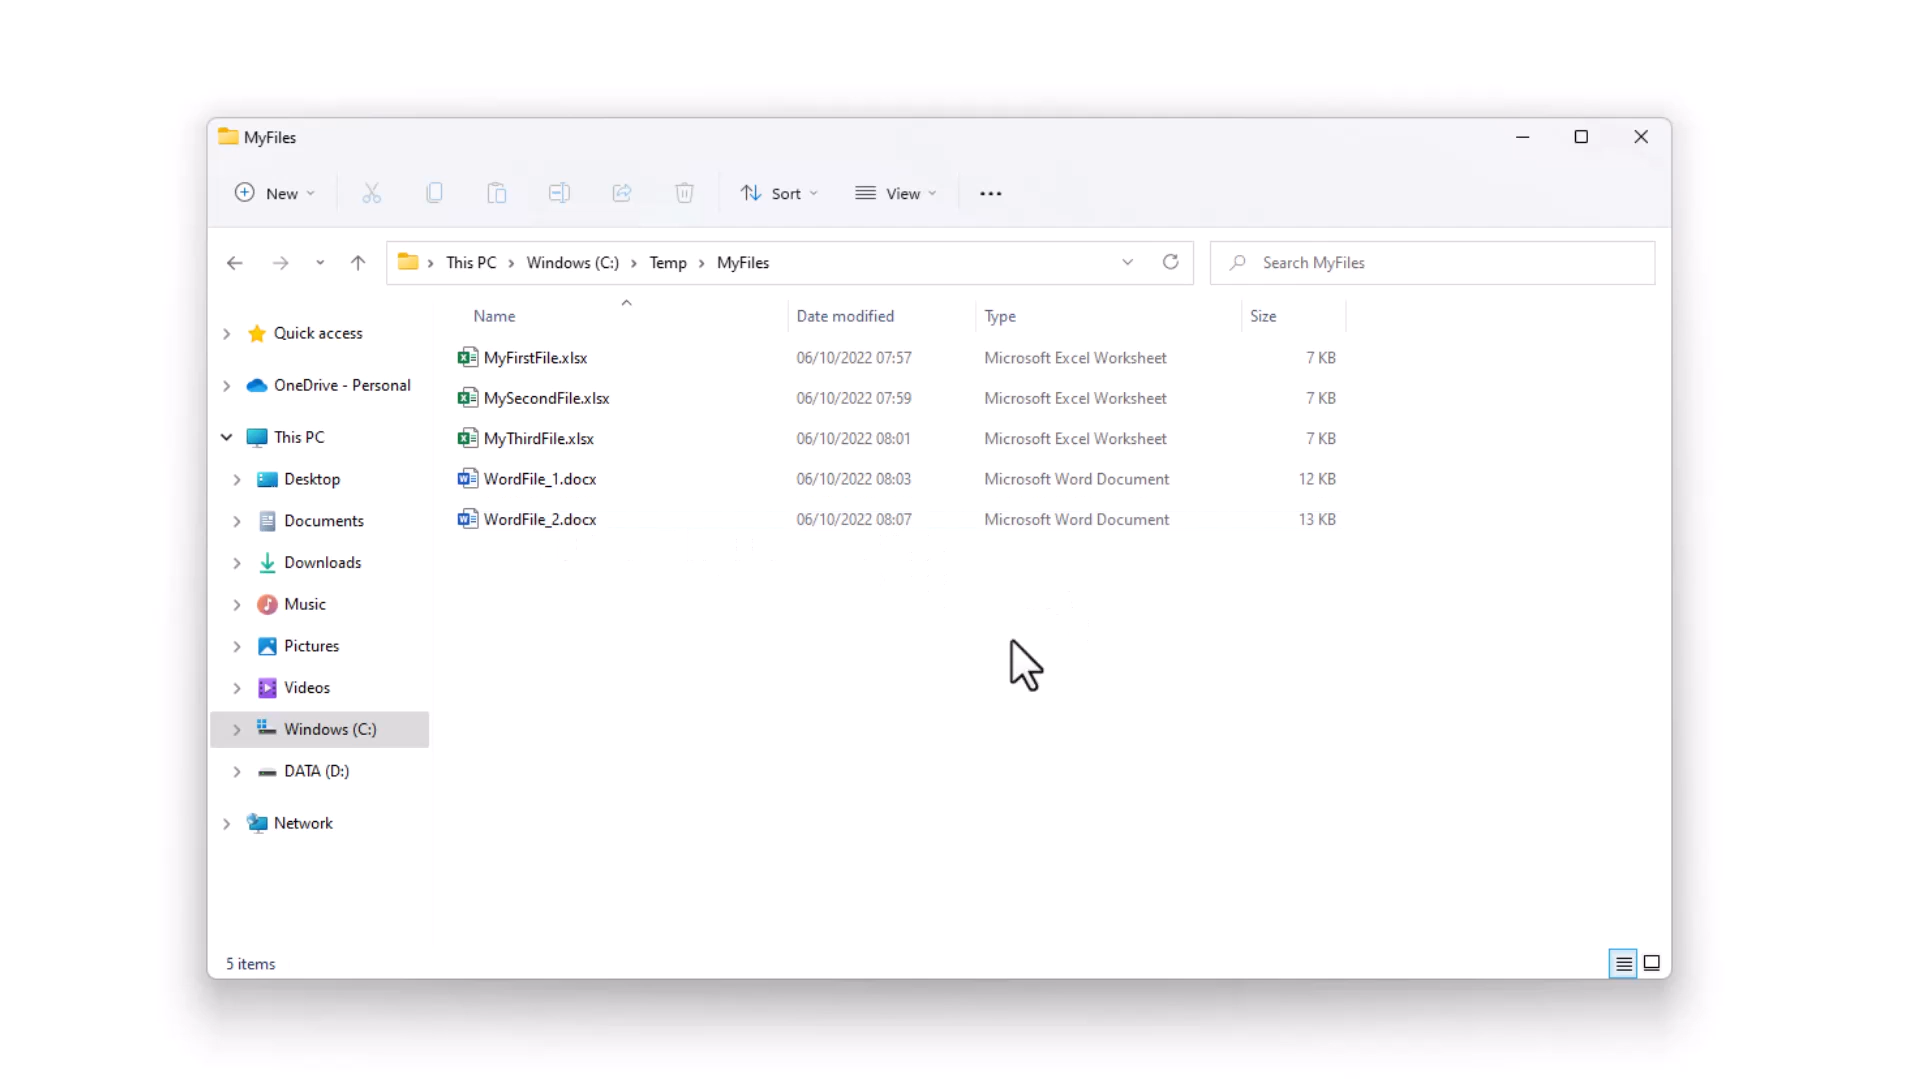 MyFiles
New Sort View
This PC Windows (C:) Temp MyFiles Search MyFiles
Name Date modified Type Size
Quick access
OneDrive - Personal
This PC
Desktop
Documents
Downloads
Music
Pictures
Videos
Windows (C:)
DATA (D:)
Network
MyFirstFile.xlsx 06/10/2022 07:57 Microsoft Excel Worksheet 7 KB
MySecondFile.xlsx 06/10/2022 07:59 Microsoft Excel Worksheet 7 KB
MyThirdFile.xlsx 06/10/2022 08:01 Microsoft Excel Worksheet 7 KB
WordFile_1.docx 06/10/2022 08:03 Microsoft Word Document 12 KB
WordFile_2.docx 06/10/2022 08:07 Microsoft Word Document 13 KB
5 items